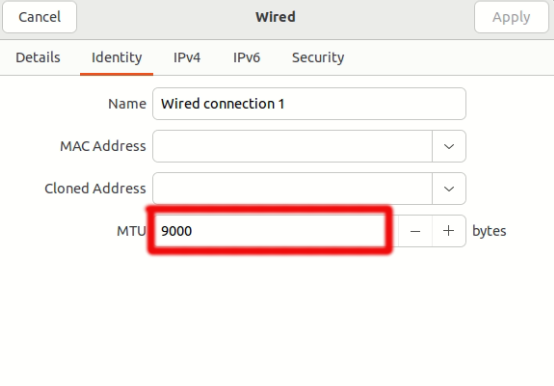 Cancel Wired Apply
Details Identity IPv4 IPv6 Security
Name Wired connection 1
MAC Address
Cloned Address
MTU 9000 − + bytes